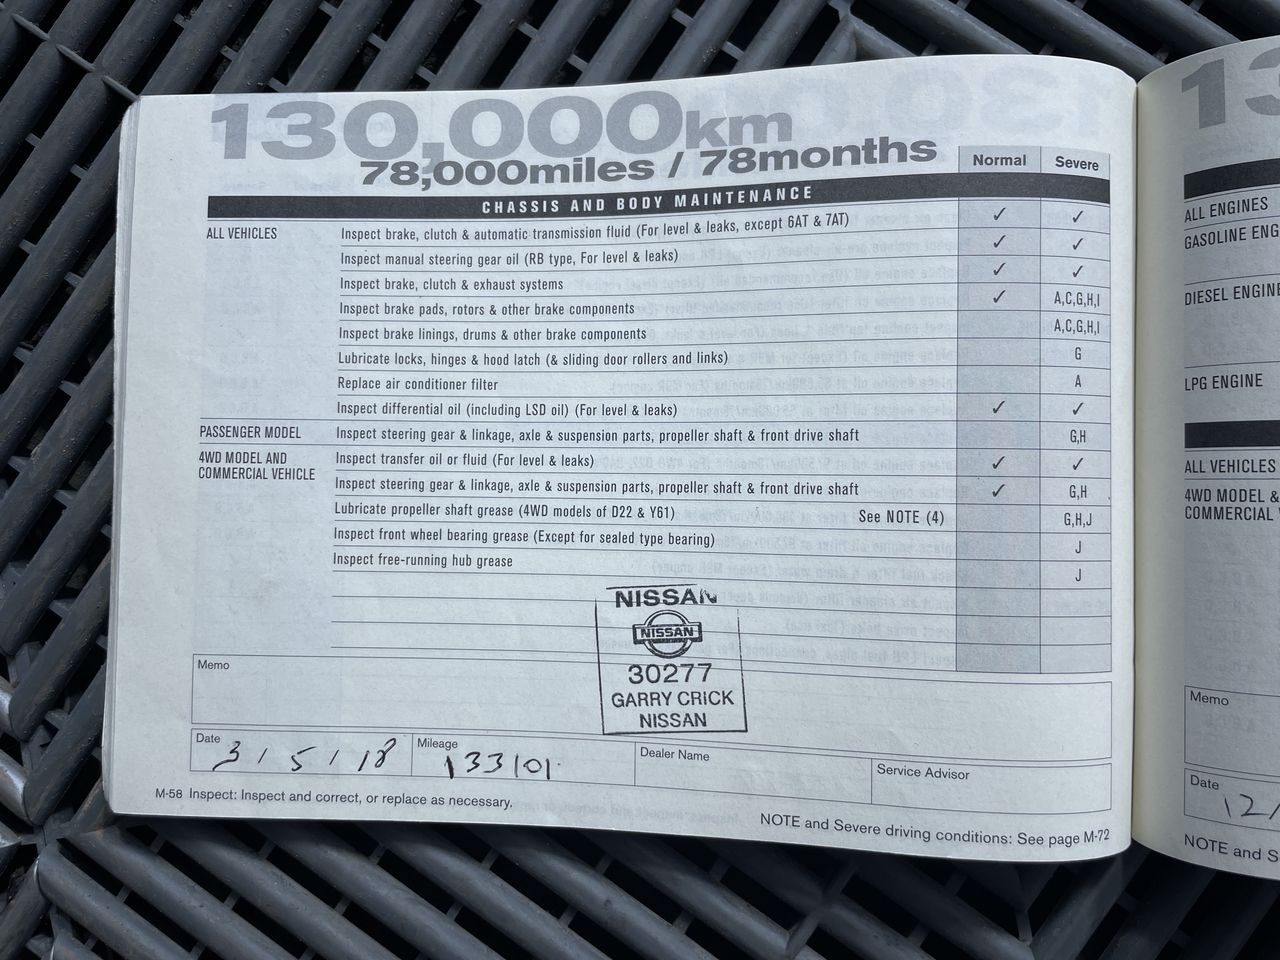 130,000km
78,000miles / 78months
Normal Severe
CHASSIS AND BODY MAINTENANCE
ALL VEHICLES Inspect brake, clutch & automatic transmission fluid (For level & leaks, except 6AT & 7AT) ✓ ✓
Inspect manual steering gear oil (RB type, For level & leaks) ✓ ✓
Inspect brake, clutch & exhaust systems ✓ ✓
Inspect brake pads, rotors & other brake components ✓ A,C,G,H,I
Inspect brake linings, drums & other brake components A,C,G,H,I
Lubricate locks, hinges & hood latch (& sliding door rollers and links) G
Replace air conditioner filter A
Inspect differential oil (including LSD oil) (For level & leaks) ✓ ✓
PASSENGER MODEL Inspect steering gear & linkage, axle & suspension parts, propeller shaft & front drive shaft G,H
4WD MODEL AND Inspect transfer oil or fluid (For level & leaks) ✓ ✓
COMMERCIAL VEHICLE Inspect steering gear & linkage, axle & suspension parts, propeller shaft & front drive shaft ✓ G,H
Lubricate propeller shaft grease (4WD models of D22 & Y61) See NOTE (4) G,H,J
Inspect front wheel bearing grease (Except for sealed type bearing) J
Inspect free-running hub grease J
NISSAN
NISSAN
30277
GARRY CRICK
NISSAN
Memo
Date 3/5/18 Mileage 133101 Dealer Name Service Advisor
M-58 Inspect: Inspect and correct, or replace as necessary.
NOTE and Severe driving conditions: See page M-72
13
ALL ENGINES
GASOLINE ENG
DIESEL ENGINE
LPG ENGINE
ALL VEHICLES
4WD MODEL &
COMMERCIAL
Memo
Date
12/
NOTE and S